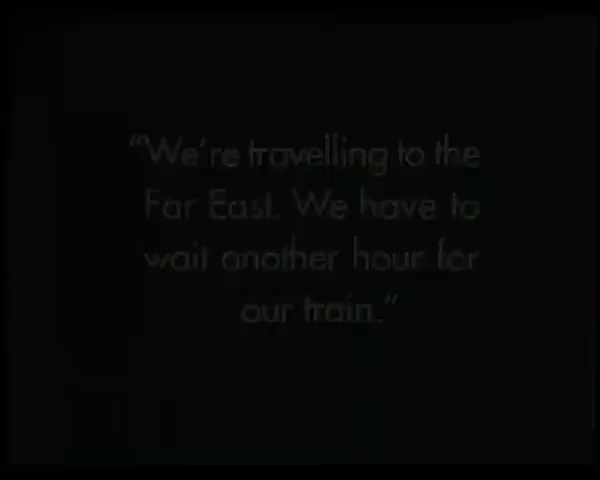 "We're travelling to the
Far East. We have to
wait another hour for
our train."